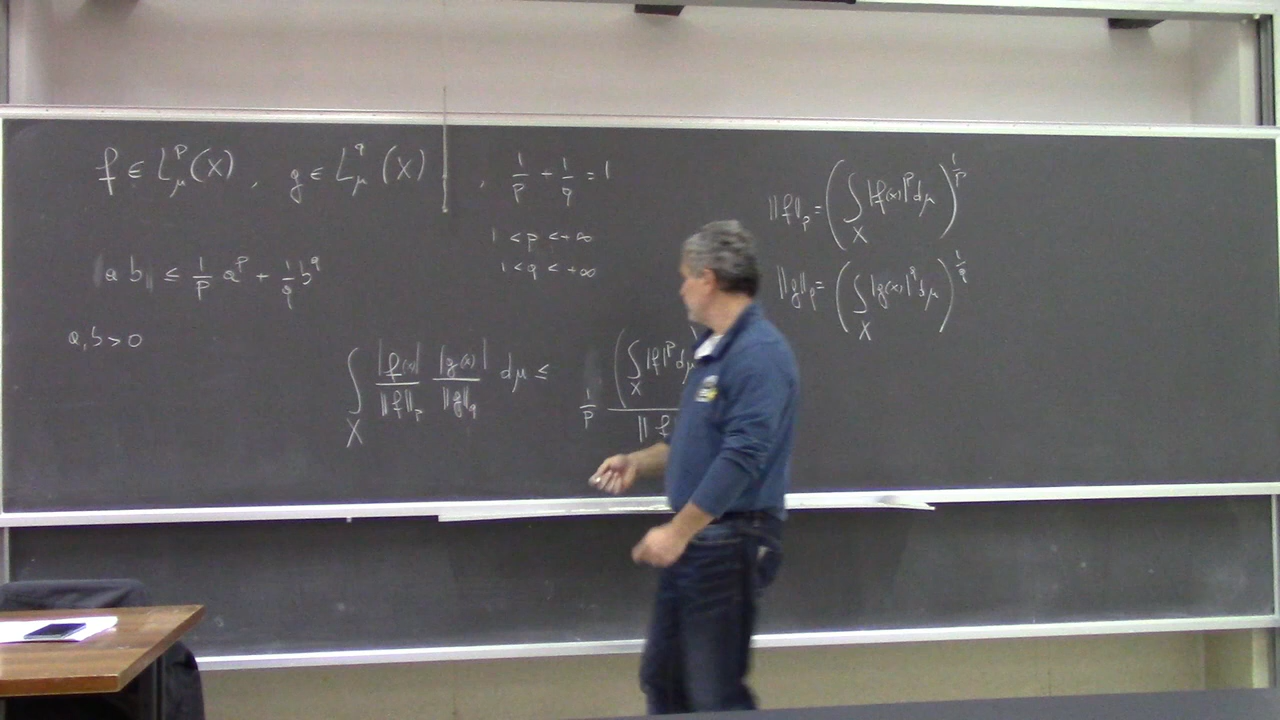 f ∈ L^p_μ(X), g ∈ L^q_μ(X), 1/p + 1/q = 1
1 < p < +∞
1 < q < +∞
a b ≤ 1/p a^p + 1/q b^q
a, b > 0
∫_X |f(x)|/‖f‖_p |g(x)|/‖g‖_q dμ ≤ 1/p (∫_X |f|^p dμ / ‖f
‖f‖_p = (∫_X |f(x)|^p dμ)^{1/p}
‖g‖_q = (∫_X |g(x)|^q dμ)^{1/q}